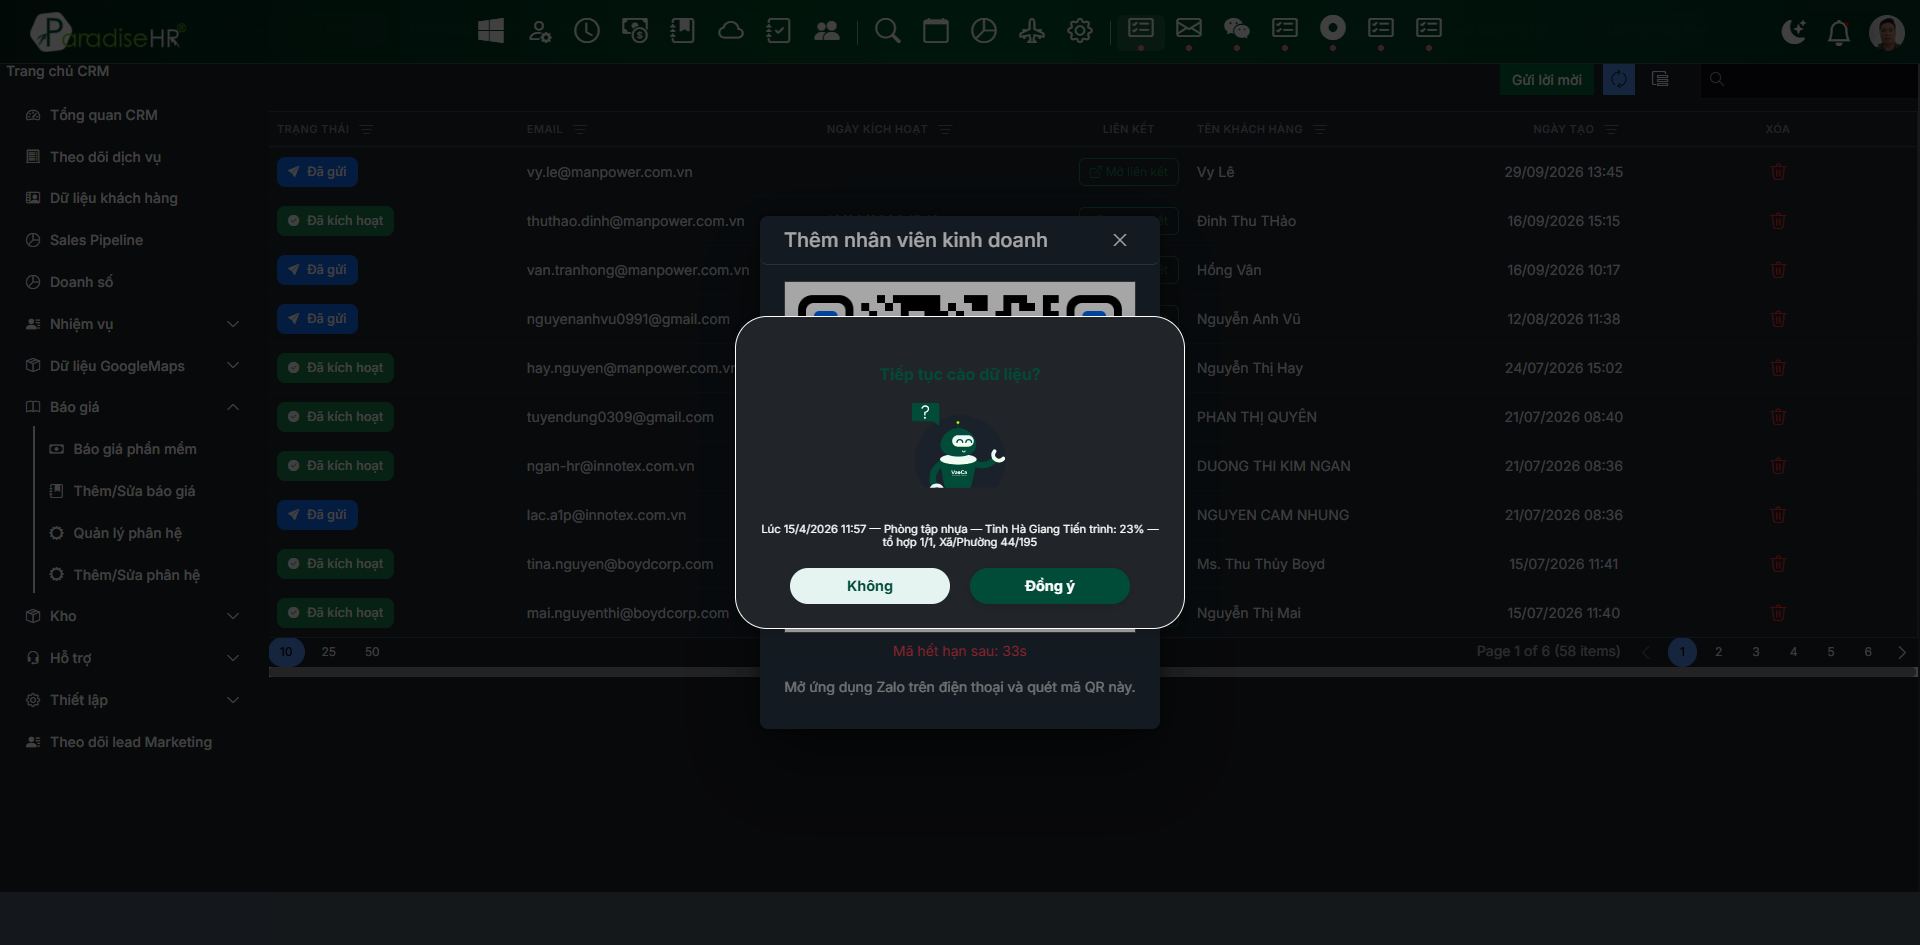 ParadiseHR
Trang chủ CRM
Gửi lời mời
Tổng quan CRM
Theo dõi dịch vụ
Dữ liệu khách hàng
Sales Pipeline
Doanh số
Nhiệm vụ
Dữ liệu GoogleMaps
Báo giá
Báo giá phần mềm
Thêm/Sửa báo giá
Quản lý phân hệ
Thêm/Sửa phân hệ
Kho
Hỗ trợ
Thiết lập
Theo dõi lead Marketing
TRẠNG THÁI EMAIL NGÀY KÍCH HOẠT LIÊN KẾT TÊN KHÁCH HÀNG NGÀY TẠO XÓA
Đã gửi vy.le@manpower.com.vn Mở liên kết Vy Lê 29/09/2026 13:45
Đã kích hoạt thuthao.dinh@manpower.com.vn Đinh Thu THảo 16/09/2026 15:15
Đã gửi van.tranhong@manpower.com.vn Hồng Vân 16/09/2026 10:17
Đã gửi nguyenanhvu0991@gmail.com Nguyễn Anh Vũ 12/08/2026 11:38
Đã kích hoạt hay.nguyen@manpower.com.vn Nguyễn Thị Hay 24/07/2026 15:02
Đã kích hoạt tuyendung0309@gmail.com PHAN THỊ QUYÊN 21/07/2026 08:40
Đã kích hoạt ngan-hr@innotex.com.vn DUONG THI KIM NGAN 21/07/2026 08:36
Đã gửi lac.a1p@innotex.com.vn NGUYEN CAM NHUNG 21/07/2026 08:36
Đã kích hoạt tina.nguyen@boydcorp.com Ms. Thu Thủy Boyd 15/07/2026 11:41
Đã kích hoạt mai.nguyenthi@boydcorp.com Nguyễn Thị Mai 15/07/2026 11:40
10 25 50 Page 1 of 6 (58 items) 1 2 3 4 5 6
Thêm nhân viên kinh doanh
Tiếp tục cào dữ liệu?
?
VaoCa
Lúc 15/4/2026 11:57 — Phòng tập nhựa — Tỉnh Hà Giang Tiến trình: 23% —
tổ hợp 1/1, Xã/Phường 44/195
Không Đồng ý
Mã hết hạn sau: 33s
Mở ứng dụng Zalo trên điện thoại và quét mã QR này.